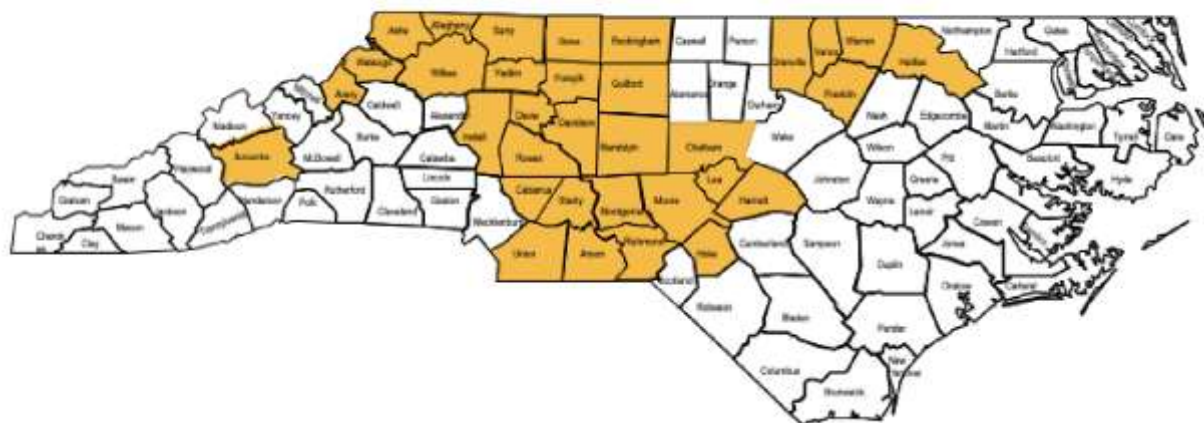 Ashe
Alleghany
Surry
Stokes
Rockingham
Caswell
Person
Granville
Vance
Warren
Northampton
Gates
Hertford
Halifax
Watauga
Wilkes
Yadkin
Forsyth
Guilford
Alamance
Orange
Durham
Franklin
Bertie
Avery
Mitchell
Caldwell
Alexander
Iredell
Davie
Davidson
Randolph
Chatham
Wake
Nash
Edgecombe
Martin
Washington
Tyrrell
Dare
Madison
Yancey
Burke
Catawba
Rowan
Wilson
Pitt
Beaufort
Hyde
Buncombe
Haywood
McDowell
Lincoln
Lee
Johnston
Greene
Swain
Rutherford
Gaston
Cabarrus
Stanly
Montgomery
Moore
Harnett
Wayne
Lenoir
Craven
Graham
Jackson
Henderson
Polk
Cleveland
Mecklenburg
Transylvania
Macon
Clay
Cherokee
Union
Anson
Richmond
Hoke
Cumberland
Sampson
Duplin
Jones
Scotland
Robeson
Bladen
Onslow
Carteret
Pender
Columbus
New
Hanover
Brunswick